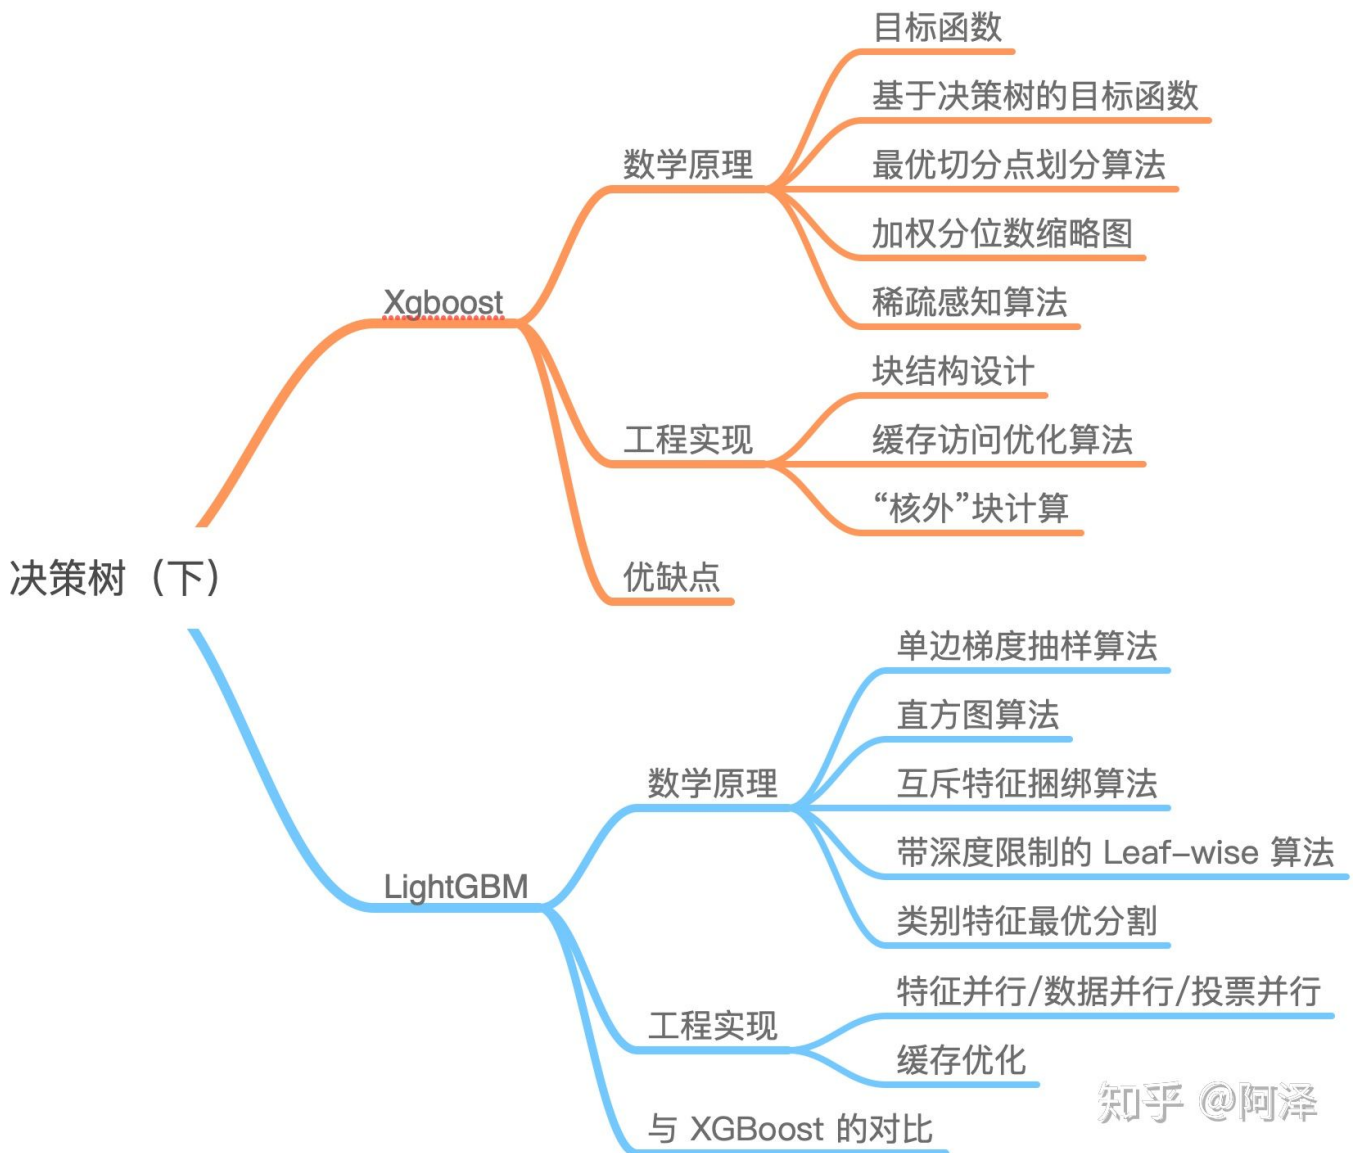 目标函数
基于决策树的目标函数
数学原理
最优切分点划分算法
加权分位数缩略图
Xgboost
稀疏感知算法
块结构设计
工程实现
缓存访问优化算法
“核外”块计算
决策树（下）
优缺点
单边梯度抽样算法
直方图算法
数学原理
互斥特征捆绑算法
带深度限制的 Leaf-wise 算法
LightGBM
类别特征最优分割
特征并行/数据并行/投票并行
工程实现
缓存优化
与 XGBoost 的对比
知乎 @阿泽